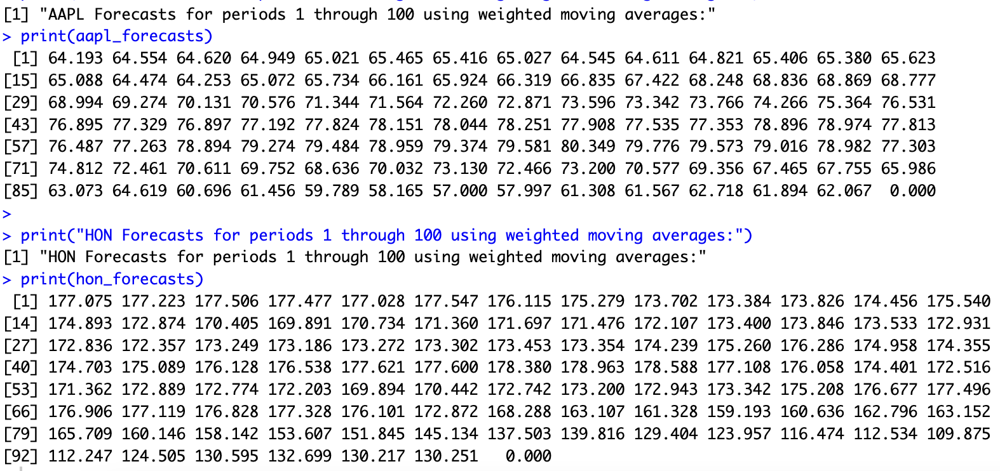 [1] "AAPL Forecasts for periods 1 through 100 using weighted moving averages:"
> print(aapl_forecasts)
 [1] 64.193 64.554 64.620 64.949 65.021 65.465 65.416 65.027 64.545 64.611 64.821 65.406 65.380 65.623
[15] 65.088 64.474 64.253 65.072 65.734 66.161 65.924 66.319 66.835 67.422 68.248 68.836 68.869 68.777
[29] 68.994 69.274 70.131 70.576 71.344 71.564 72.260 72.871 73.596 73.342 73.766 74.266 75.364 76.531
[43] 76.895 77.329 76.897 77.192 77.824 78.151 78.044 78.251 77.908 77.535 77.353 78.896 78.974 77.813
[57] 76.487 77.263 78.894 79.274 79.484 78.959 79.374 79.581 80.349 79.776 79.573 79.016 78.982 77.303
[71] 74.812 72.461 70.611 69.752 68.636 70.032 73.130 72.466 73.200 70.577 69.356 67.465 67.755 65.986
[85] 63.073 64.619 60.696 61.456 59.789 58.165 57.000 57.997 61.308 61.567 62.718 61.894 62.067  0.000
>
> print("HON Forecasts for periods 1 through 100 using weighted moving averages:")
[1] "HON Forecasts for periods 1 through 100 using weighted moving averages:"
> print(hon_forecasts)
 [1] 177.075 177.223 177.506 177.477 177.028 177.547 176.115 175.279 173.702 173.384 173.826 174.456 175.540
[14] 174.893 172.874 170.405 169.891 170.734 171.360 171.697 171.476 172.107 173.400 173.846 173.533 172.931
[27] 172.836 172.357 173.249 173.186 173.272 173.302 173.453 173.354 174.239 175.260 176.286 174.958 174.355
[40] 174.703 175.089 176.128 176.538 177.621 177.600 178.380 178.963 178.588 177.108 176.058 174.401 172.516
[53] 171.362 172.889 172.774 172.203 169.894 170.442 172.742 173.200 172.943 173.342 175.208 176.677 177.496
[66] 176.906 177.119 176.828 177.328 176.101 172.872 168.288 163.107 161.328 159.193 160.636 162.796 163.152
[79] 165.709 160.146 158.142 153.607 151.845 145.134 137.503 139.816 129.404 123.957 116.474 112.534 109.875
[92] 112.247 124.505 130.595 132.699 130.217 130.251   0.000